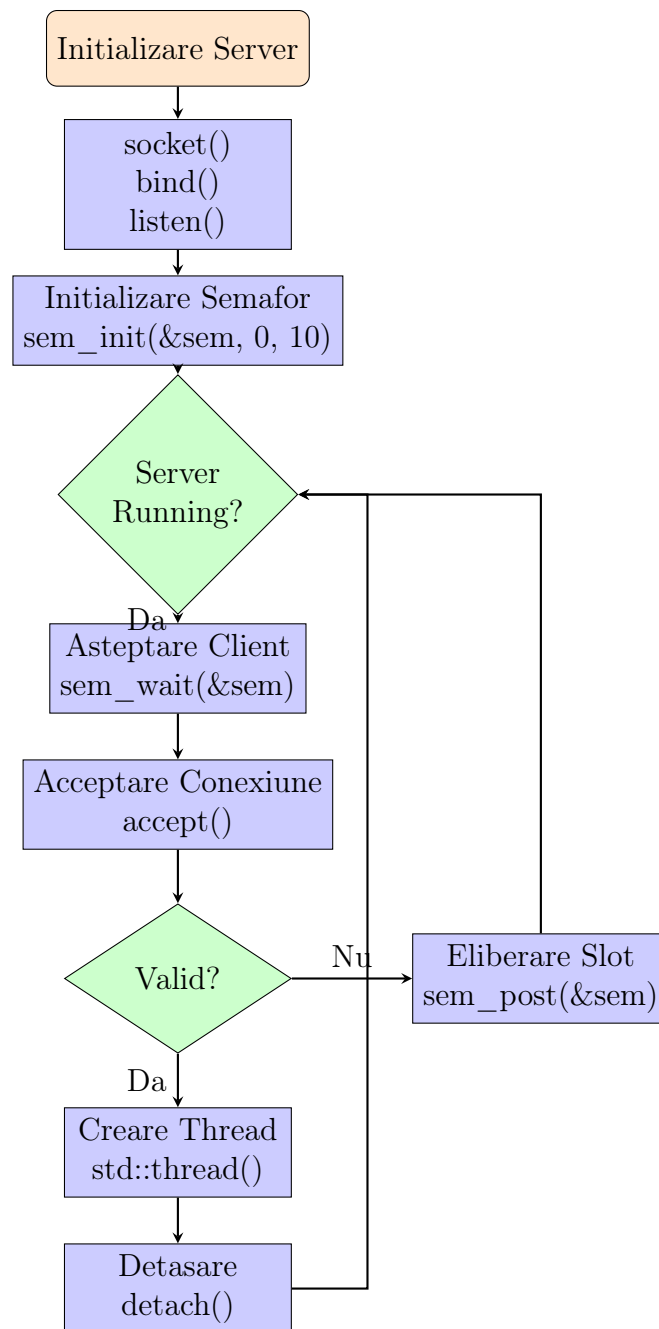 Initializare Server
socket()
bind()
listen()
Initializare Semafor
sem_init(&sem, 0, 10)
Server
Running?
Da
Asteptare Client
sem_wait(&sem)
Acceptare Conexiune
accept()
Valid?
Nu
Eliberare Slot
sem_post(&sem)
Da
Creare Thread
std::thread()
Detasare
detach()